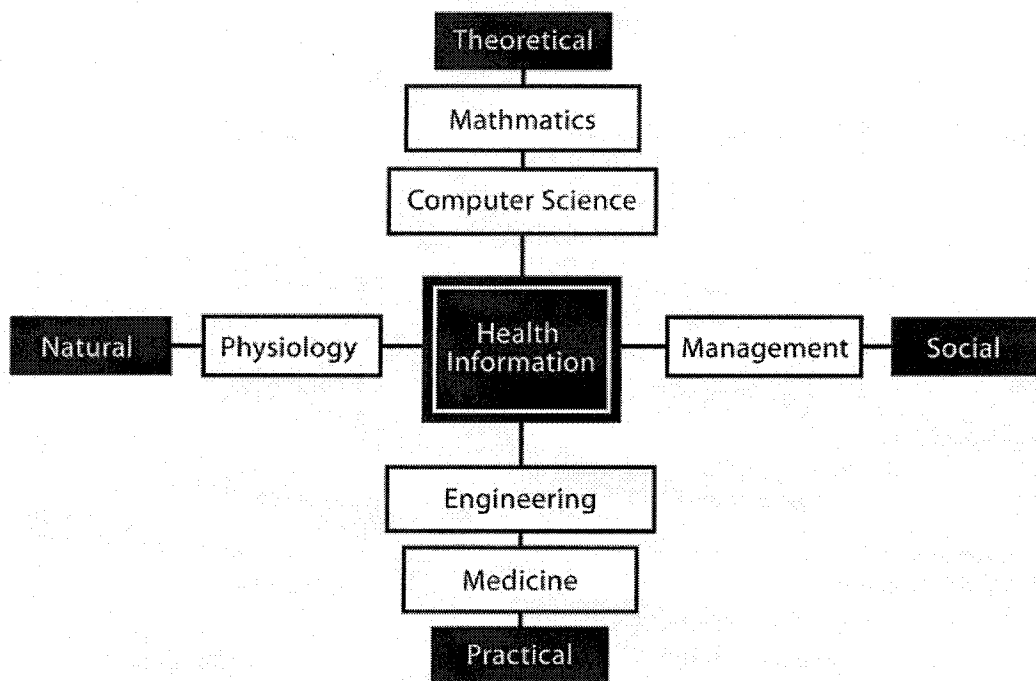 Theoretical
Mathmatics
Computer Science
Natural
Physiology
Health
Information
Management
Social
Engineering
Medicine
Practical